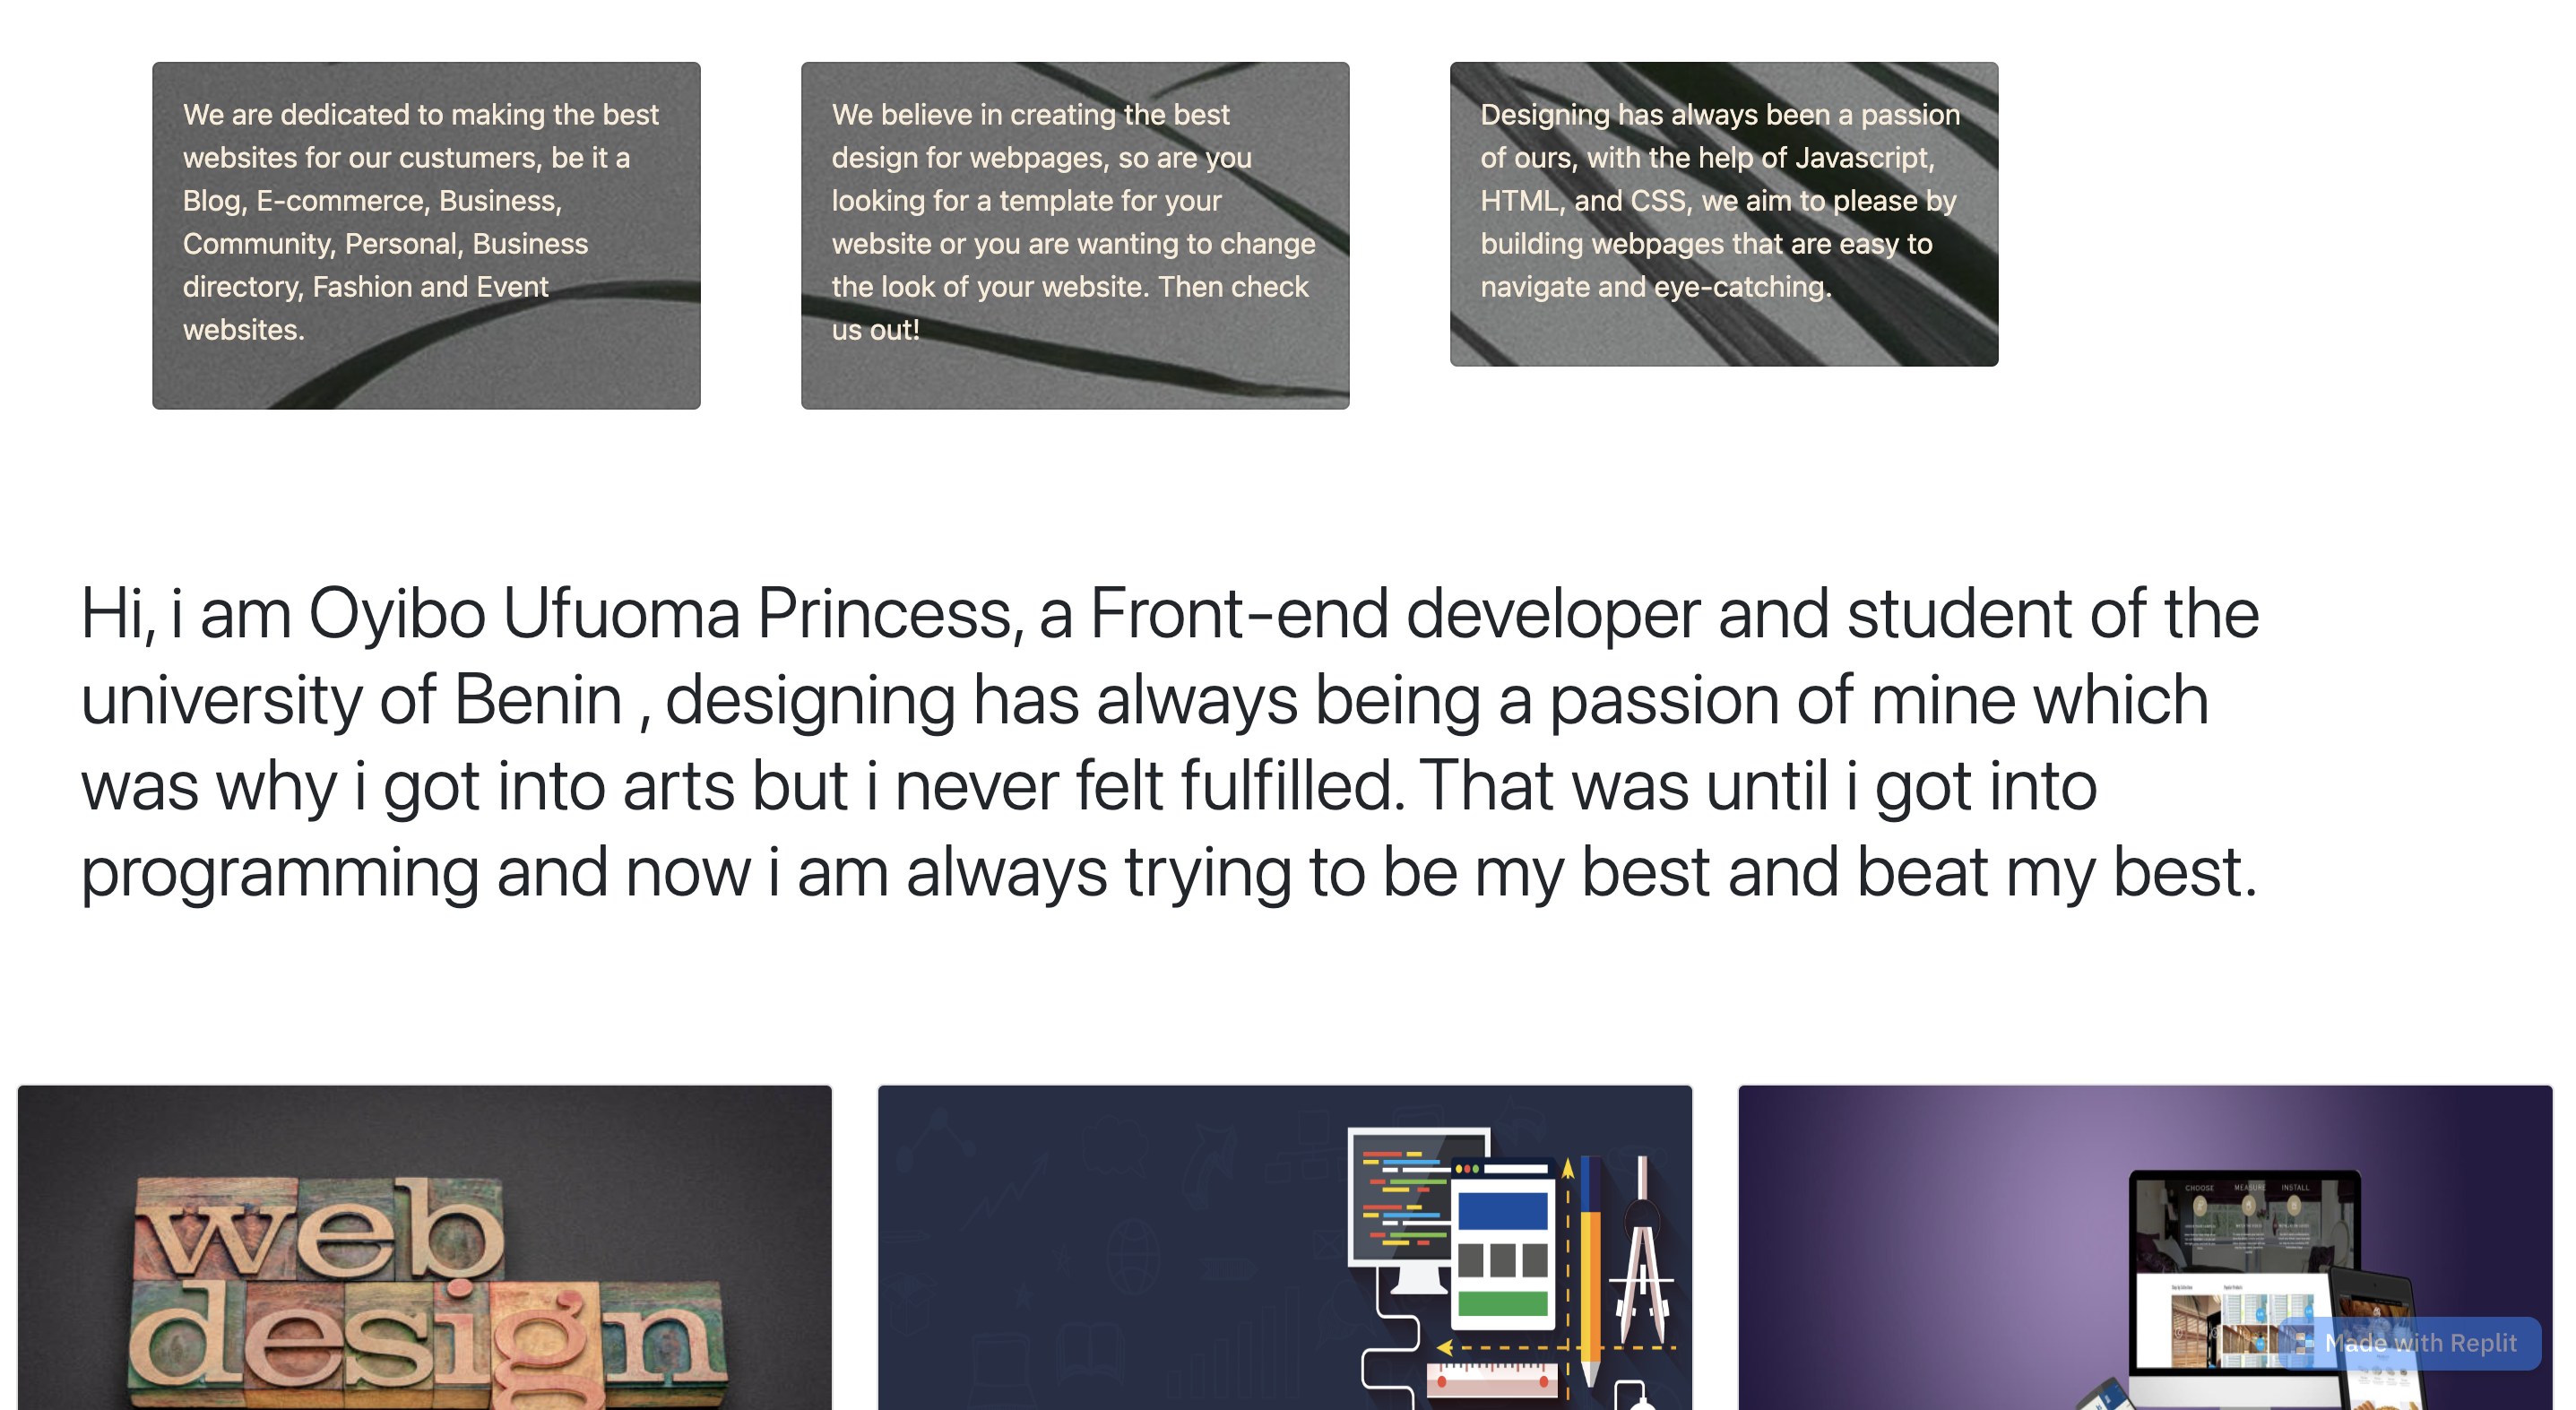 We are dedicated to making the best
websites for our custumers, be it a
Blog, E-commerce, Business,
Community, Personal, Business
directory, Fashion and Event
websites.
We believe in creating the best
design for webpages, so are you
looking for a template for your
website or you are wanting to change
the look of your website. Then check
us out!
Designing has always been a passion
of ours, with the help of Javascript,
HTML, and CSS, we aim to please by
building webpages that are easy to
navigate and eye-catching.
Hi, i am Oyibo Ufuoma Princess, a Front-end developer and student of the
university of Benin , designing has always being a passion of mine which
was why i got into arts but i never felt fulfilled. That was until i got into
programming and now i am always trying to be my best and beat my best.
web
design
CHOOSE MEASURE INSTALL
Made with Replit